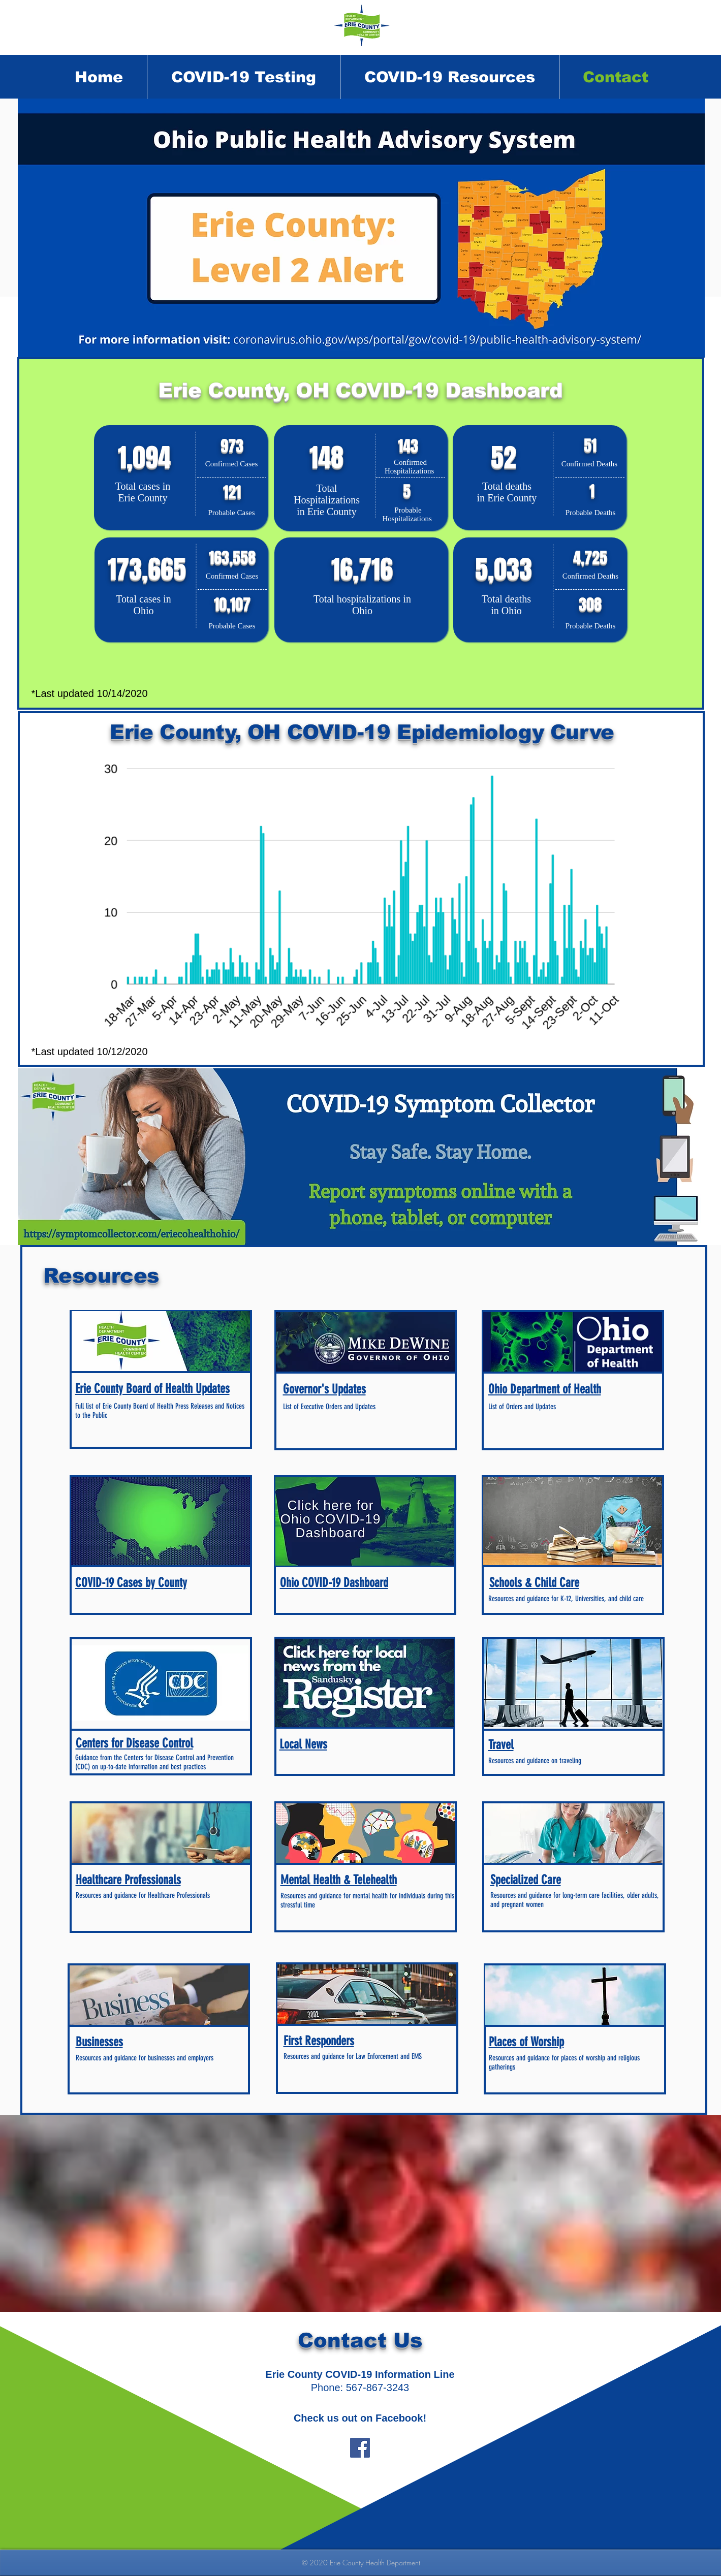 HEALTH DEPARTMENT
ERIE COUNTY
COMMUNITY HEALTH CENTER
Home
COVID-19 Testing
COVID-19 Resources
Contact
Ohio Public Health Advisory System
Erie County:
Level 2 Alert
For more information visit: coronavirus.ohio.gov/wps/portal/gov/covid-19/public-health-advisory-system/
Erie County, OH COVID-19 Dashboard
1,094
Total cases in
Erie County
973
Confirmed Cases
121
Probable Cases
148
Total
Hospitalizations
in Erie County
143
Confirmed
Hospitalizations
5
Probable
Hospitalizations
52
Total deaths
in Erie County
51
Confirmed Deaths
1
Probable Deaths
173,665
Total cases in
Ohio
163,558
Confirmed Cases
10,107
Probable Cases
16,716
Total hospitalizations in
Ohio
5,033
Total deaths
in Ohio
4,725
Confirmed Deaths
308
Probable Deaths
*Last updated 10/14/2020
Erie County, OH COVID-19 Epidemiology Curve
30
20
10
0
18-Mar
27-Mar
5-Apr
14-Apr
23-Apr
2-May
11-May
20-May
29-May
7-Jun
16-Jun
25-Jun
4-Jul
13-Jul
22-Jul
31-Jul
9-Aug
18-Aug
27-Aug
5-Sept
14-Sept
23-Sept
2-Oct
11-Oct
*Last updated 10/12/2020
HEALTH DEPARTMENT
ERIE COUNTY
COMMUNITY HEALTH CENTER
COVID-19 Symptom Collector
Stay Safe. Stay Home.
Report symptoms online with a
phone, tablet, or computer
https://symptomcollector.com/eriecohealthohio/
Resources
HEALTH DEPARTMENT
ERIE COUNTY
COMMUNITY HEALTH CENTER
Erie County Board of Health Updates
Full list of Erie County Board of Health Press Releases and Notices
to the Public
MIKE DEWINE
GOVERNOR OF OHIO
Governor's Updates
List of Executive Orders and Updates
Ohio
Department
of Health
Ohio Department of Health
List of Orders and Updates
COVID-19 Cases by County
Click here for
Ohio COVID-19
Dashboard
Ohio COVID-19 Dashboard
Schools & Child Care
Resources and guidance for K-12, Universities, and child care
CDC
Centers for Disease Control
Guidance from the Centers for Disease Control and Prevention
(CDC) on up-to-date information and best practices
Click here for local
news from the
Sandusky
Register
Local News
Travel
Resources and guidance on traveling
Healthcare Professionals
Resources and guidance for Healthcare Professionals
Mental Health & Telehealth
Resources and guidance for mental health for individuals during this
stressful time
Specialized Care
Resources and guidance for long-term care facilities, older adults,
and pregnant women
Business
Businesses
Resources and guidance for businesses and employers
3002
First Responders
Resources and guidance for Law Enforcement and EMS
Places of Worship
Resources and guidance for places of worship and religious
gatherings
Contact Us
Erie County COVID-19 Information Line
Phone: 567-867-3243
Check us out on Facebook!
© 2020 Erie County Health Department